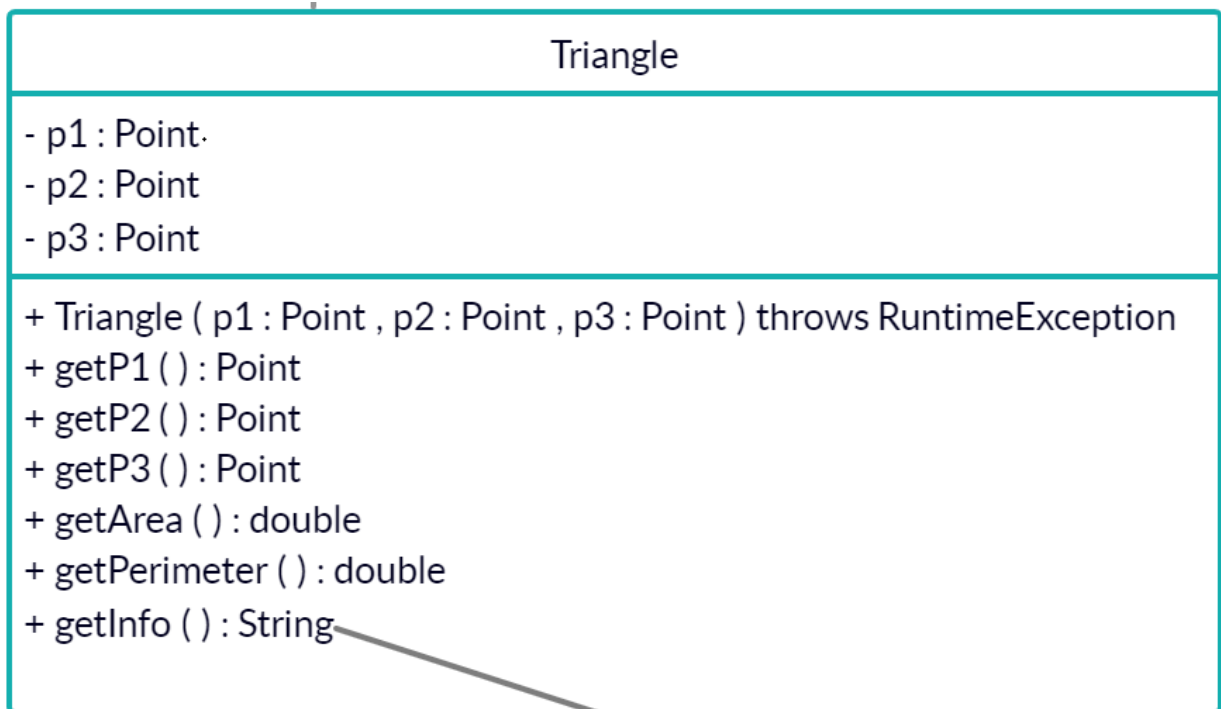 Triangle
- p1 : Point
- p2 : Point
- p3 : Point
+ Triangle ( p1 : Point , p2 : Point , p3 : Point ) throws RuntimeException
+ getP1 ( ) : Point
+ getP2 ( ) : Point
+ getP3 ( ) : Point
+ getArea ( ) : double
+ getPerimeter ( ) : double
+ getInfo ( ) : String